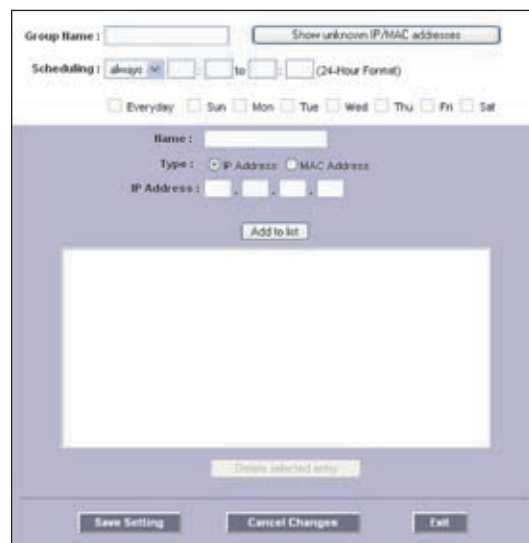 Group Name :
Show unknown IP/MAC addresses
Scheduling : always : to : (24-Hour Format)
Everyday Sun Mon Tue Wed Thu Fri Sat
Name :
Type : IP Address MAC Address
IP Address : . . .
Add to list
Delete selected entry
Save Setting Cancel Changes Exit